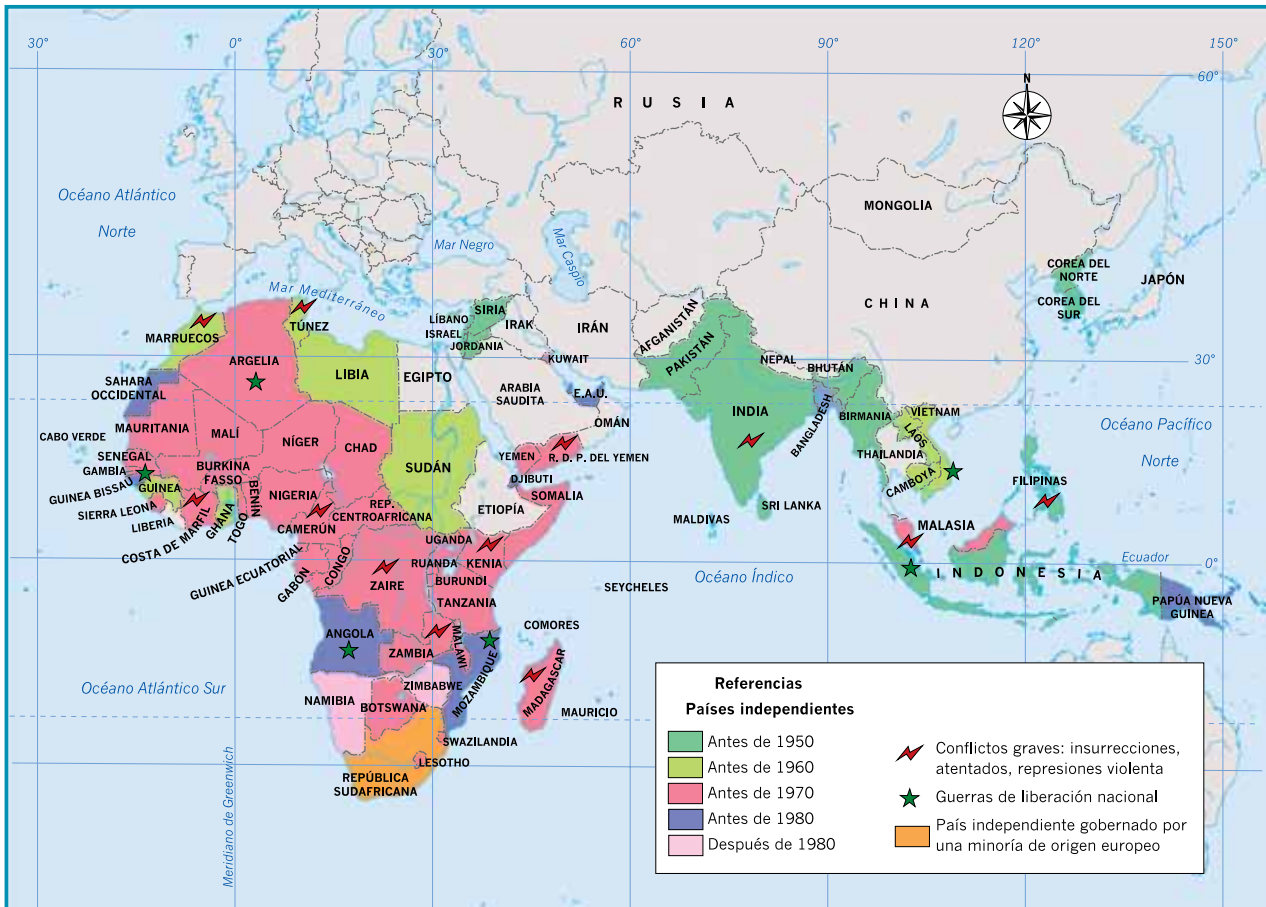 30°
0°
30°
60°
90°
120°
150°
60°
N
RUSIA
Océano Atlántico
Norte
MONGOLIA
Mar Negro
Mar Caspio
COREA DEL
NORTE
JAPÓN
COREA DEL
SUR
CHINA
Mar Mediterráneo
SIRIA
LÍBANO
IRAK
IRÁN
AFGANISTÁN
ISRAEL
JORDANIA
KUWAIT
PAKISTÁN
NEPAL
BHUTÁN
30°
MARRUECOS
TÚNEZ
ARGELIA
LIBIA
EGIPTO
SAHARA
OCCIDENTAL
ARABIA
SAUDITA
E.A.U.
OMÁN
INDIA
BANGLADESH
BIRMANIA
VIETNAM
LAOS
THAILANDIA
CAMBOYA
Océano Pacífico
Norte
MAURITANIA
MALÍ
NÍGER
CHAD
SUDÁN
YEMEN
R. D. P. DEL YEMEN
CABO VERDE
SENEGAL
GAMBIA
GUINEA BISSAU
GUINEA
BURKINA
FASSO
BENÍN
NIGERIA
DJIBUTI
SOMALIA
SIERRA LEONA
LIBERIA
COSTA DE MARFIL
GHANA
TOGO
CAMERÚN
REP.
CENTROAFRICANA
ETIOPÍA
MALDIVAS
SRI LANKA
FILIPINAS
MALASIA
GUINEA ECUATORIAL
GABÓN
CONGO
UGANDA
RUANDA
KENIA
ZAIRE
BURUNDI
TANZANIA
SEYCHELES
Océano Índico
Ecuador
0°
INDONESIA
PAPÚA NUEVA
GUINEA
ANGOLA
ZAMBIA
MALAWI
COMORES
MOZAMBIQUE
MADAGASCAR
Océano Atlántico Sur
NAMIBIA
ZIMBABWE
BOTSWANA
MAURICIO
SWAZILANDIA
LESOTHO
REPÚBLICA
SUDAFRICANA
Meridiano de Greenwich
Referencias
Países independientes
Antes de 1950
Antes de 1960
Antes de 1970
Antes de 1980
Después de 1980
Conflictos graves: insurrecciones,
atentados, represiones violenta
Guerras de liberación nacional
País independiente gobernado por
una minoría de origen europeo